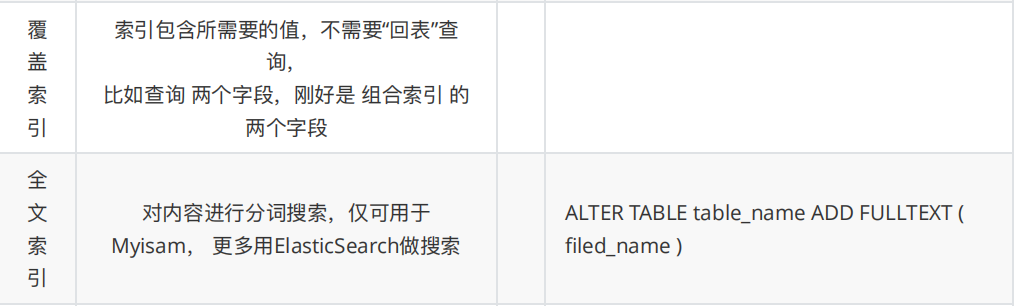 覆
盖
索
引
索引包含所需要的值，不需要“回表”查
询，
比如查询 两个字段，刚好是 组合索引 的
两个字段
全
文
索
引
对内容进行分词搜索，仅可用于
Myisam， 更多用ElasticSearch做搜索
ALTER TABLE table_name ADD FULLTEXT (
filed_name )